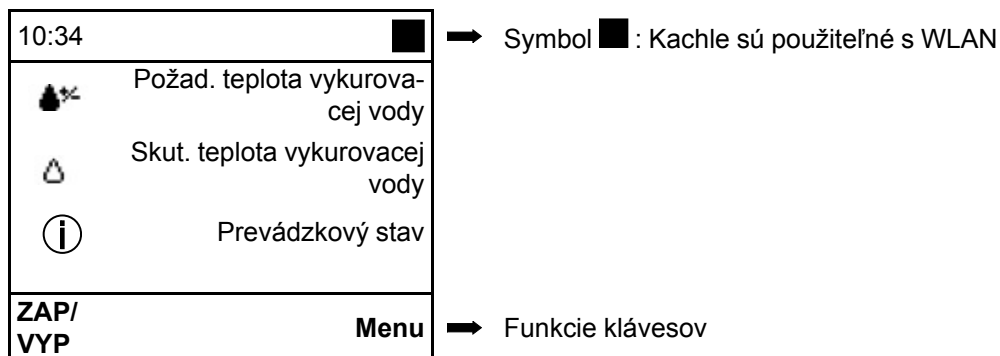 10:34
Symbol : Kachle sú použiteľné s WLAN
Požad. teplota vykurova-
cej vody
Skut. teplota vykurovacej
vody
Prevádzkový stav
ZAP/
VYP
Menu
Funkcie klávesov